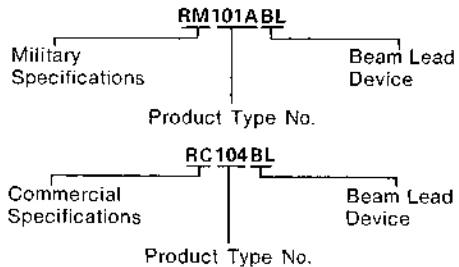 RM101ABL
Military Beam Lead
Specifications Device
Product Type No.
RC104BL
Commercial Beam Lead
Specifications Device
Product Type No.